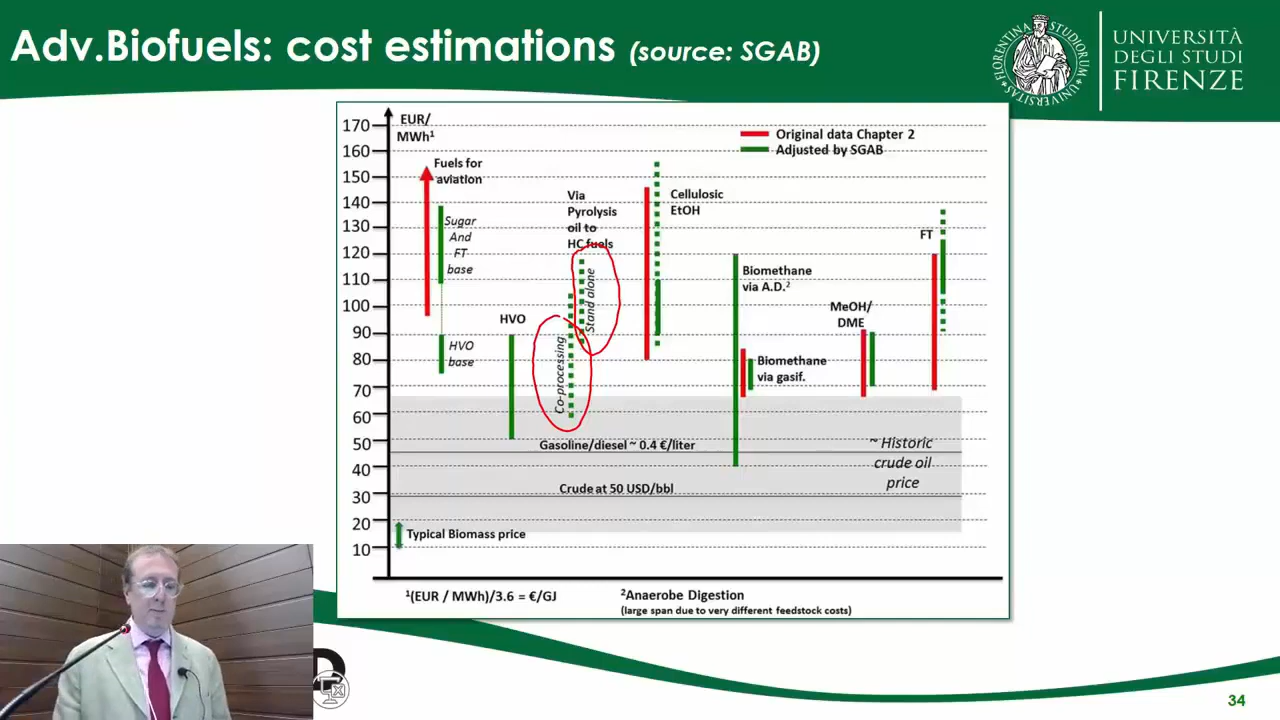 Adv.Biofuels: cost estimations (source: SGAB)
UNIVERSITÀ
DEGLI STUDI
FIRENZE
FLORENTINA STUDIORUM UNIVERSITAS
EUR/
MWh¹
170
160
150
140
130
120
110
100
90
80
70
60
50
40
30
20
10
Original data Chapter 2
Adjusted by SGAB
Fuels for
aviation
Sugar
And
FT
base
HVO
base
HVO
Via
Pyrolysis
oil to
HC fuels
Stand alone
Co-processing
Cellusosic
EtOH
Biomethane
via A.D.²
Biomethane
via gasif.
MeOH/
DME
FT
Gasoline/diesel ~ 0.4 €/liter
~ Historic
crude oil
price
Crude at 50 USD/bbl
Typical Biomass price
¹(EUR / MWh)/3.6 = €/GJ
²Anaerobe Digestion
(large span due to very different feedstock costs)
34